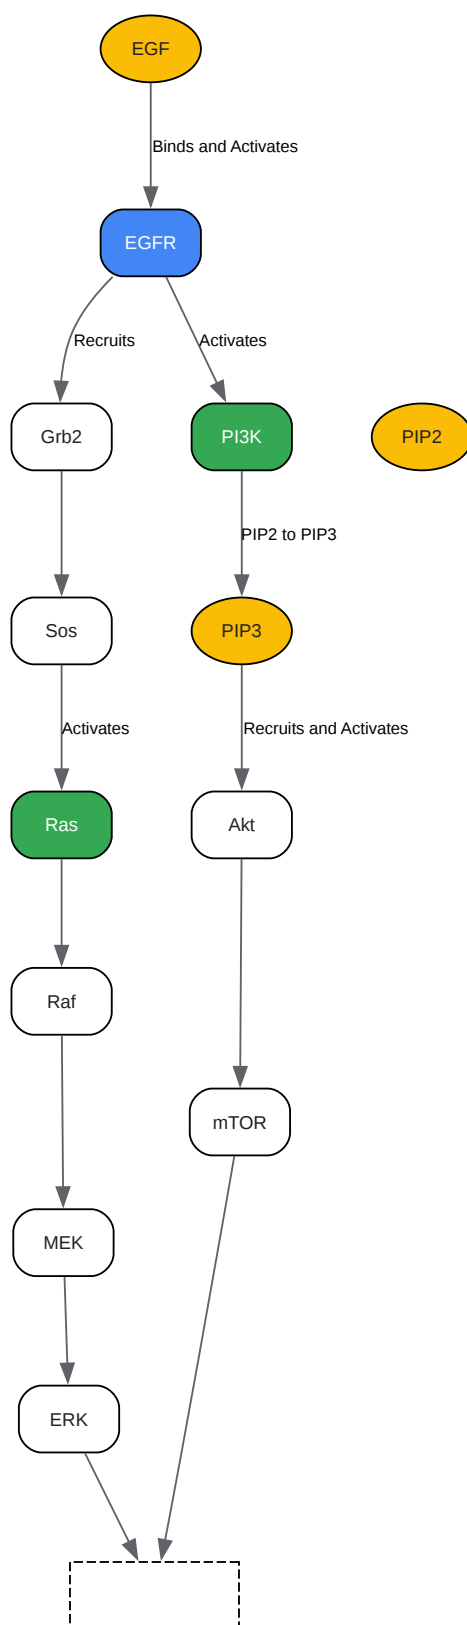 EGF
Binds and Activates
EGFR
Recruits
Activates
Grb2
PI3K
PIP2
PIP2 to PIP3
Sos
PIP3
Activates
Recruits and Activates
Ras
Akt
Raf
mTOR
MEK
ERK